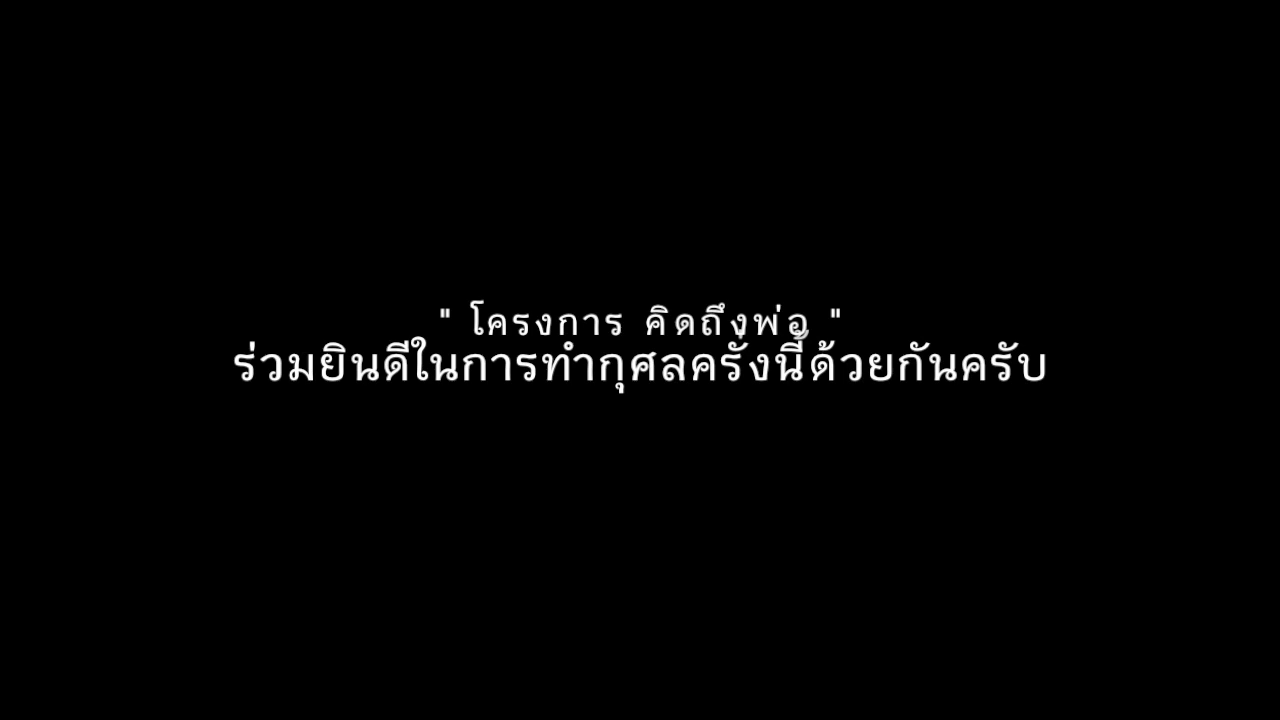 " โครงการ คิดถึงพ่อ "
ร่วมยินดีในการทำกุศลครั้งนี้ด้วยกันครับ